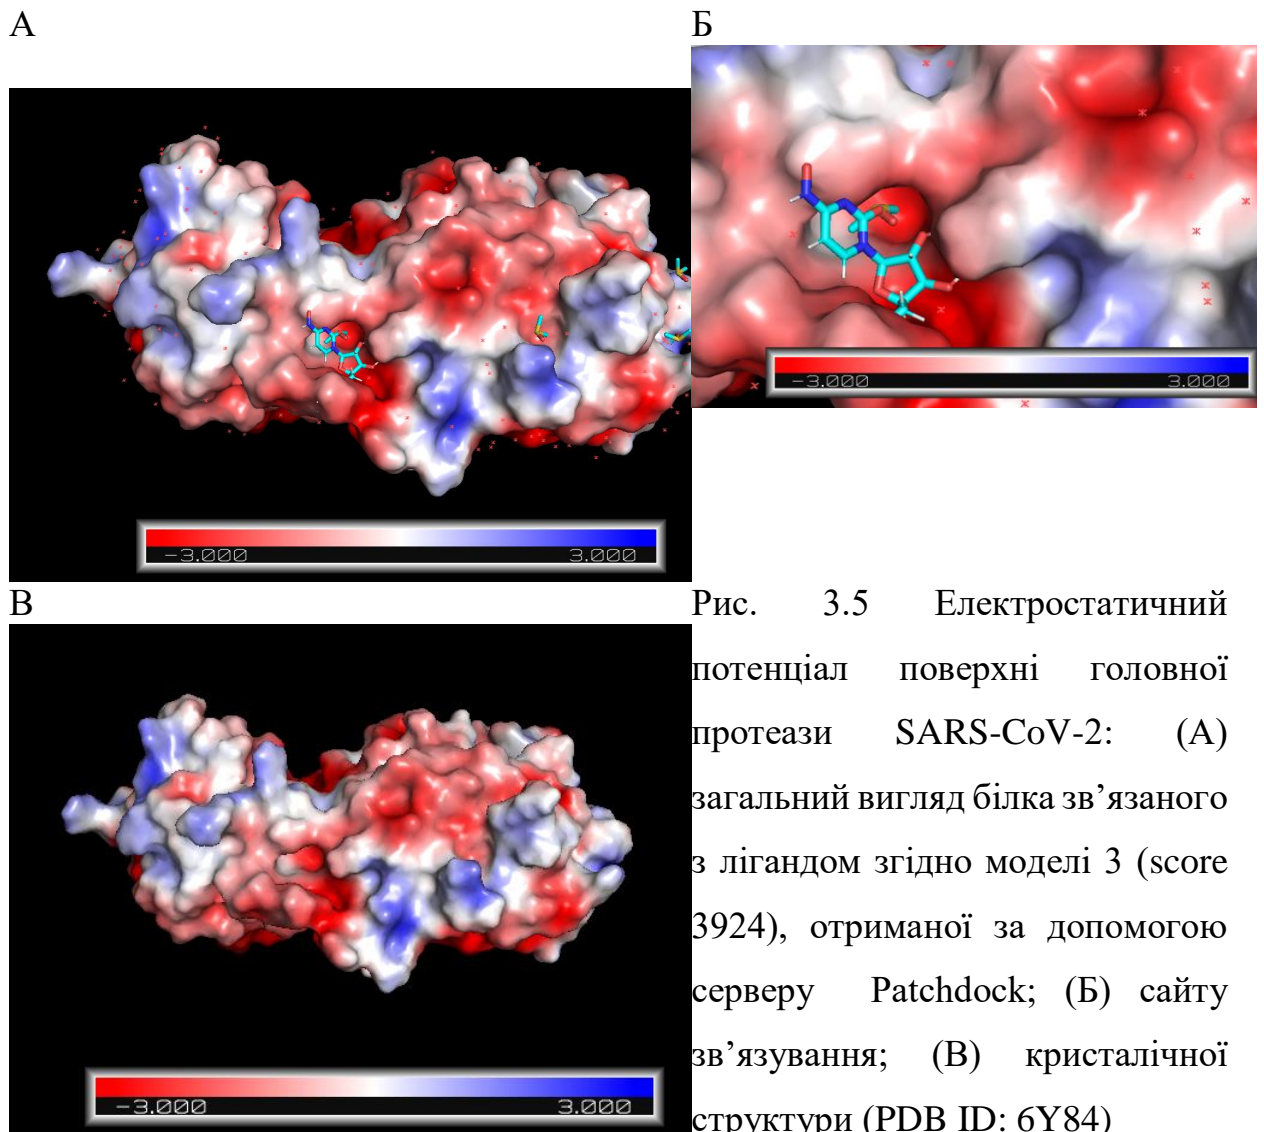 А
Б
-3.000 3.000
-3.000 3.000
В
Рис. 3.5 Електростатичний
потенціал поверхні головної
протеази SARS-CoV-2: (А)
загальний вигляд білка зв’язаного
з лігандом згідно моделі 3 (score
3924), отриманої за допомогою
серверу Patchdock; (Б) сайту
зв’язування; (В) кристалічної
структури (PDB ID: 6Y84)
-3.000 3.000